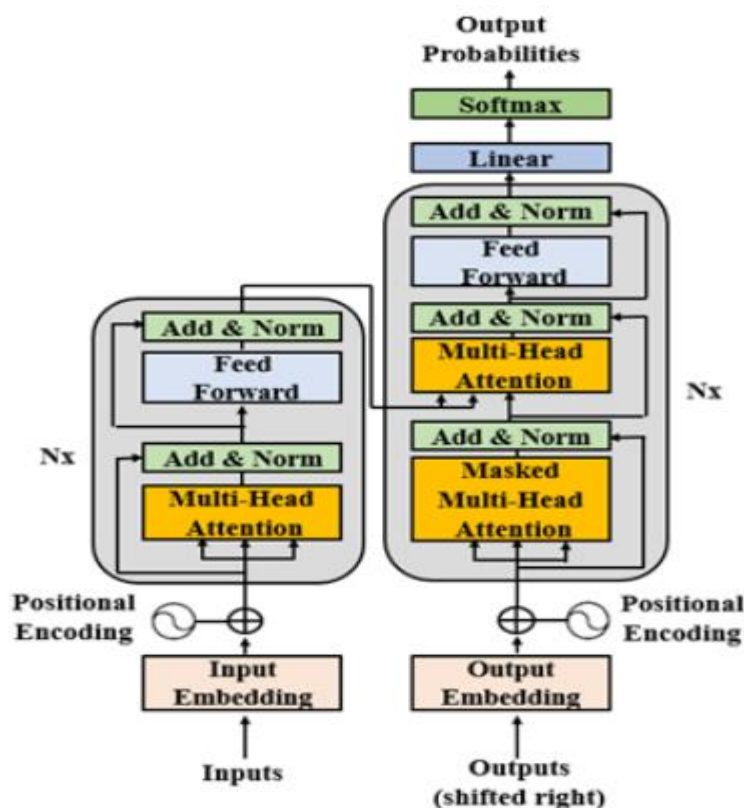 Output
Probabilities
Softmax
Linear
Add & Norm
Feed
Forward
Add & Norm
Multi-Head
Attention
Nx
Add & Norm
Masked
Multi-Head
Attention
Add & Norm
Feed
Forward
Nx
Add & Norm
Multi-Head
Attention
Positional
Encoding
Positional
Encoding
Input
Embedding
Output
Embedding
Inputs
Outputs
(shifted right)